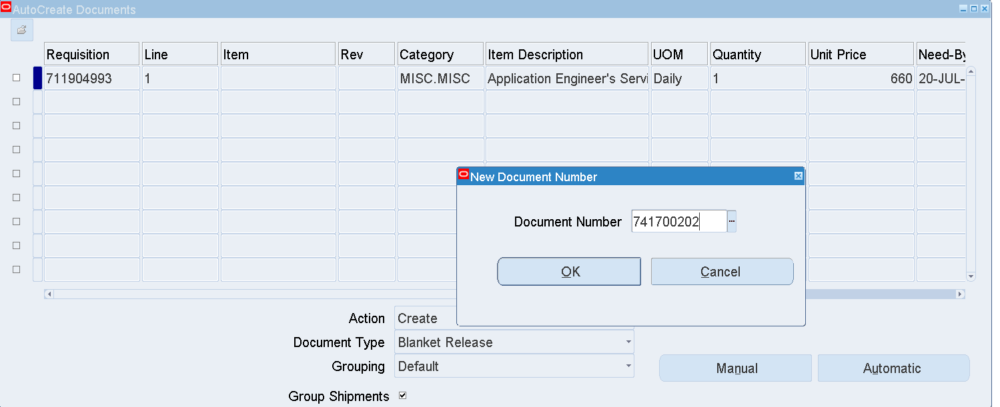 AutoCreate Documents
Requisition Line Item Rev Category Item Description UOM Quantity Unit Price Need-By
711904993 1 MISC.MISC Application Engineer's Servi Daily 1 660 20-JUL-
New Document Number
Document Number 741700202 ...
OK Cancel
Action Create
Document Type Blanket Release
Grouping Default
Manual Automatic
Group Shipments